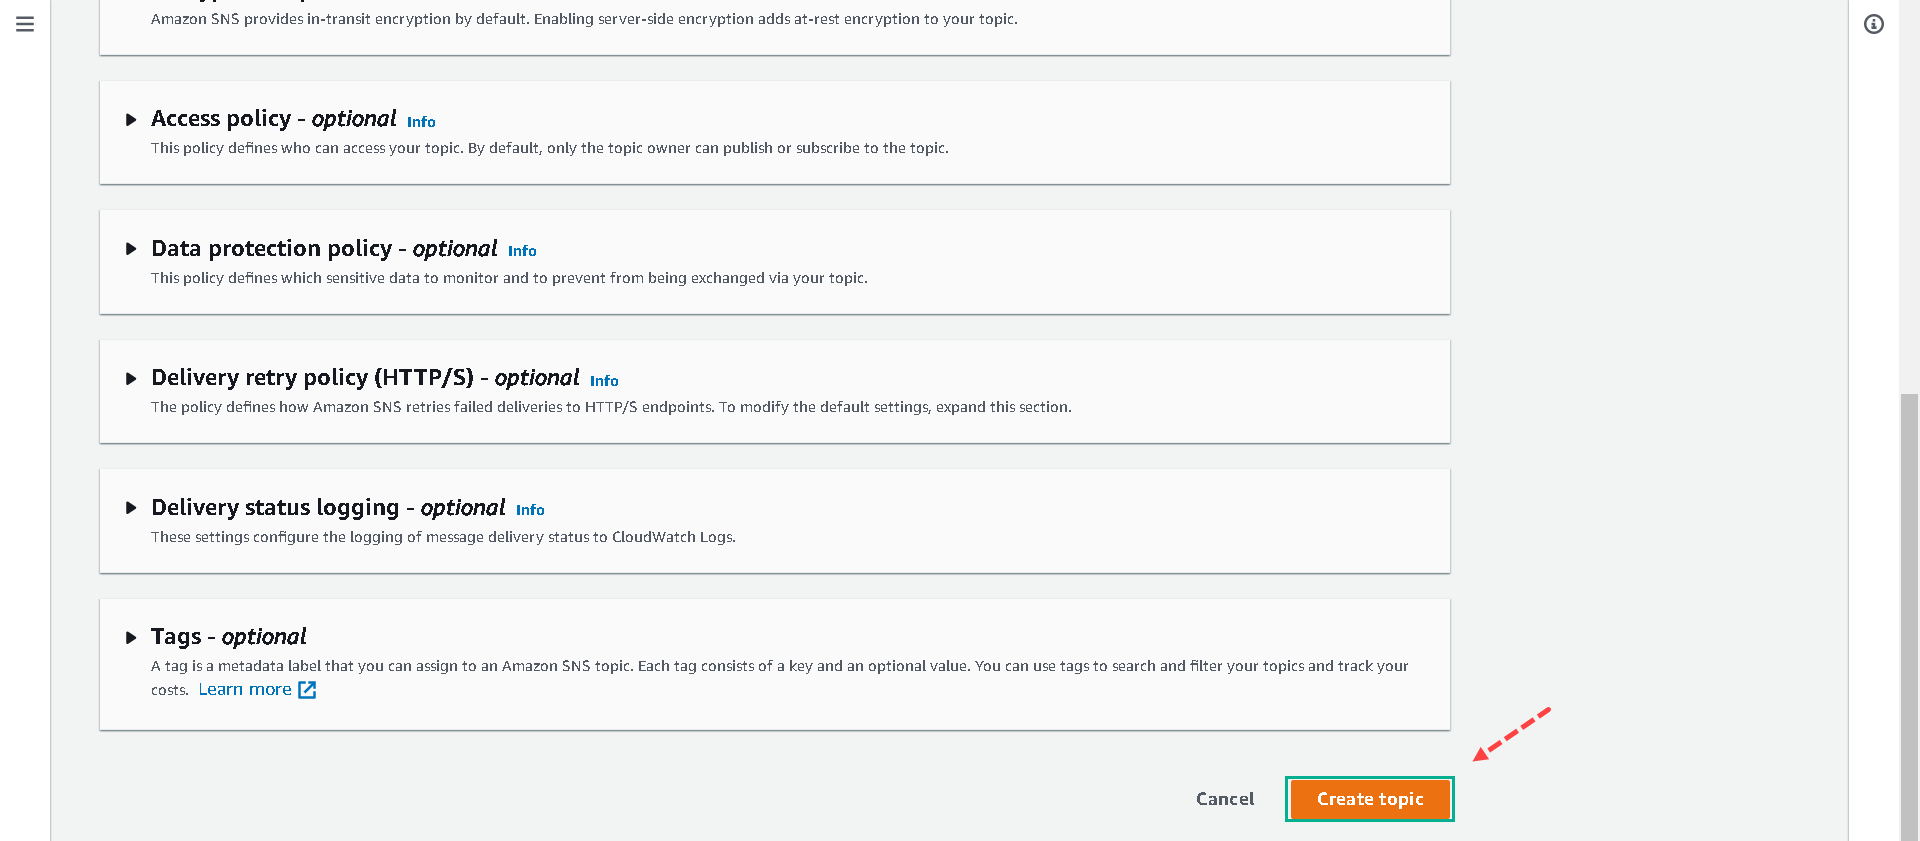 Amazon SNS provides in-transit encryption by default. Enabling server-side encryption adds at-rest encryption to your topic.
Access policy - optional Info
This policy defines who can access your topic. By default, only the topic owner can publish or subscribe to the topic.
Data protection policy - optional Info
This policy defines which sensitive data to monitor and to prevent from being exchanged via your topic.
Delivery retry policy (HTTP/S) - optional Info
The policy defines how Amazon SNS retries failed deliveries to HTTP/S endpoints. To modify the default settings, expand this section.
Delivery status logging - optional Info
These settings configure the logging of message delivery status to CloudWatch Logs.
Tags - optional
A tag is a metadata label that you can assign to an Amazon SNS topic. Each tag consists of a key and an optional value. You can use tags to search and filter your topics and track your
costs. Learn more
Cancel Create topic